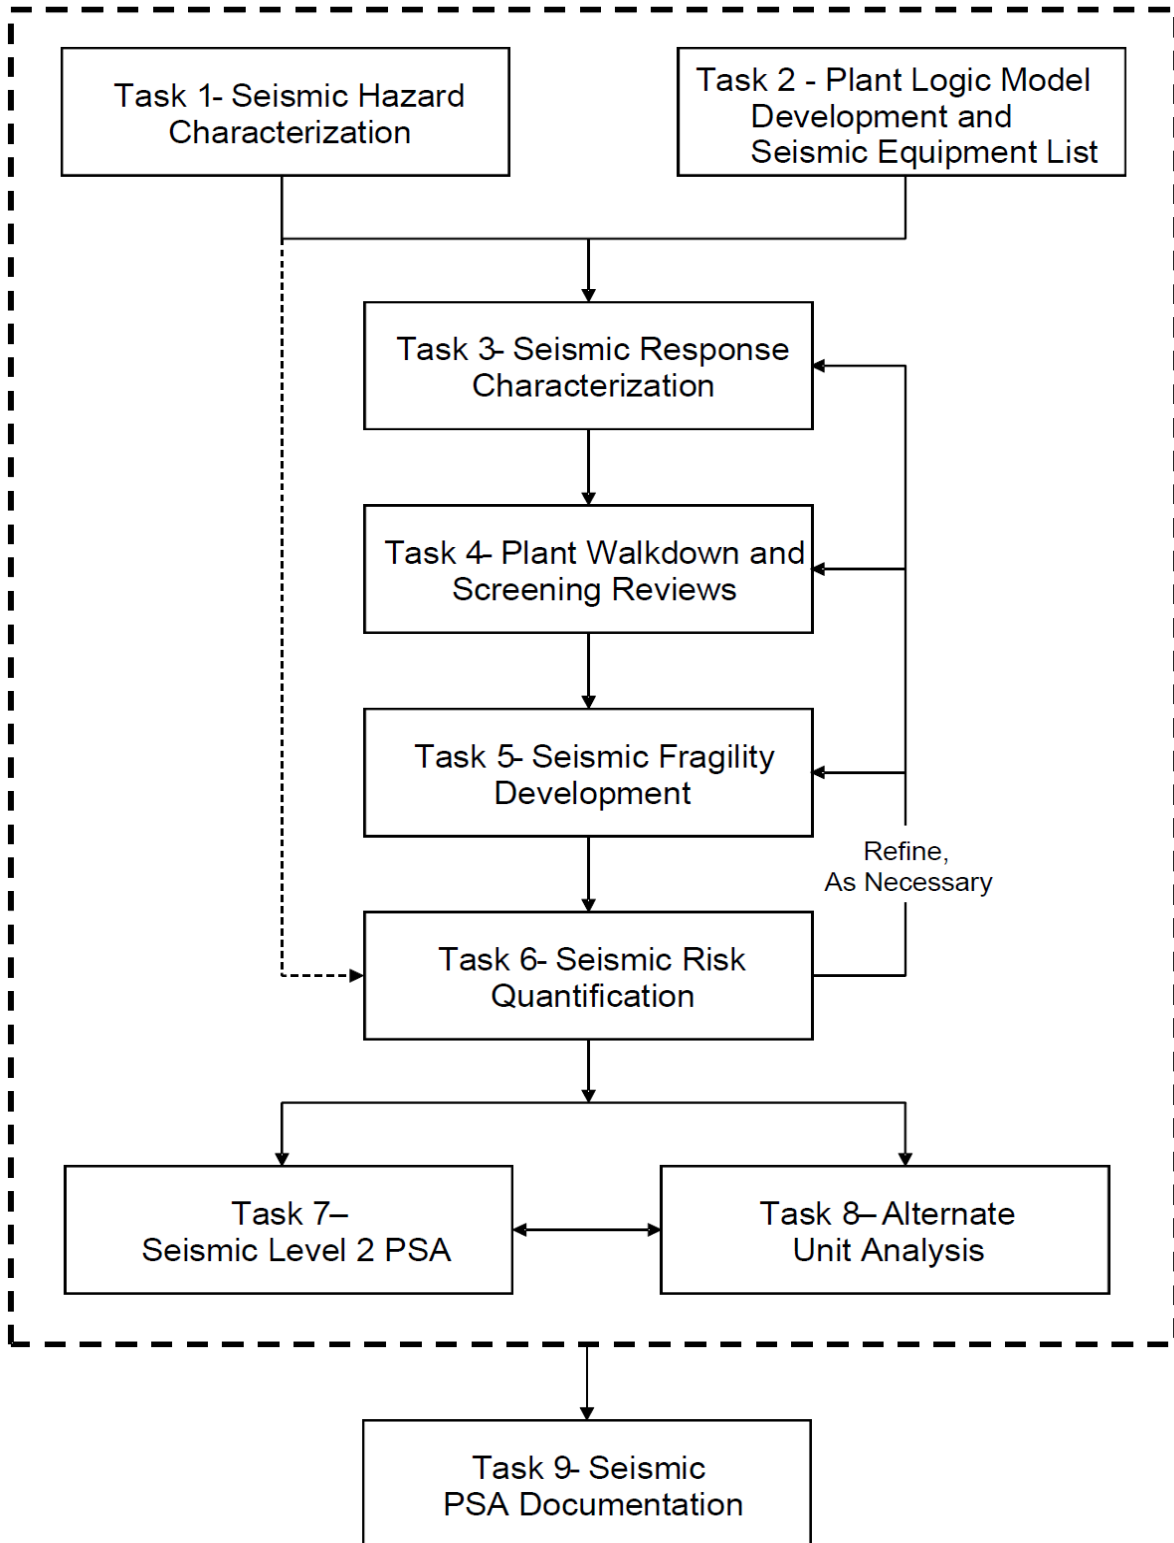 Task 1- Seismic Hazard
Characterization
Task 2 - Plant Logic Model
Development and
Seismic Equipment List
Task 3- Seismic Response
Characterization
Task 4- Plant Walkdown and
Screening Reviews
Task 5- Seismic Fragility
Development
Refine,
As Necessary
Task 6- Seismic Risk
Quantification
Task 7–
Seismic Level 2 PSA
Task 8– Alternate
Unit Analysis
Task 9- Seismic
PSA Documentation